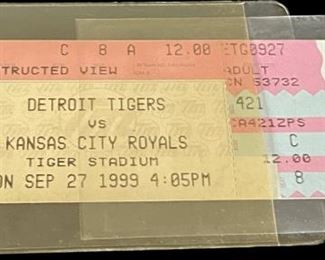 C 8 A 12.00 ETG0927
STRUCTED VIEW ADULT
CN 53732
DETROIT TIGERS
421
VS
CA421ZPS
KANSAS CITY ROYALS
C
TIGER STADIUM
12.00
ON SEP 27 1999 4:05PM
8